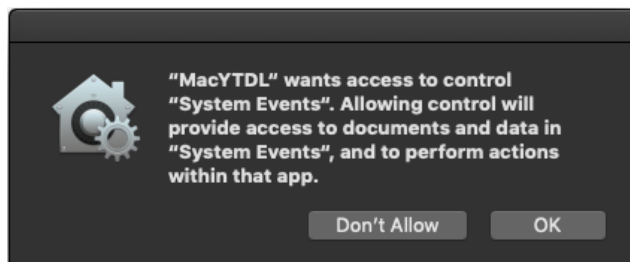 “MacYTDL“ wants access to control
“System Events“. Allowing control will
provide access to documents and data in
“System Events“, and to perform actions
within that app.
Don’t Allow
OK